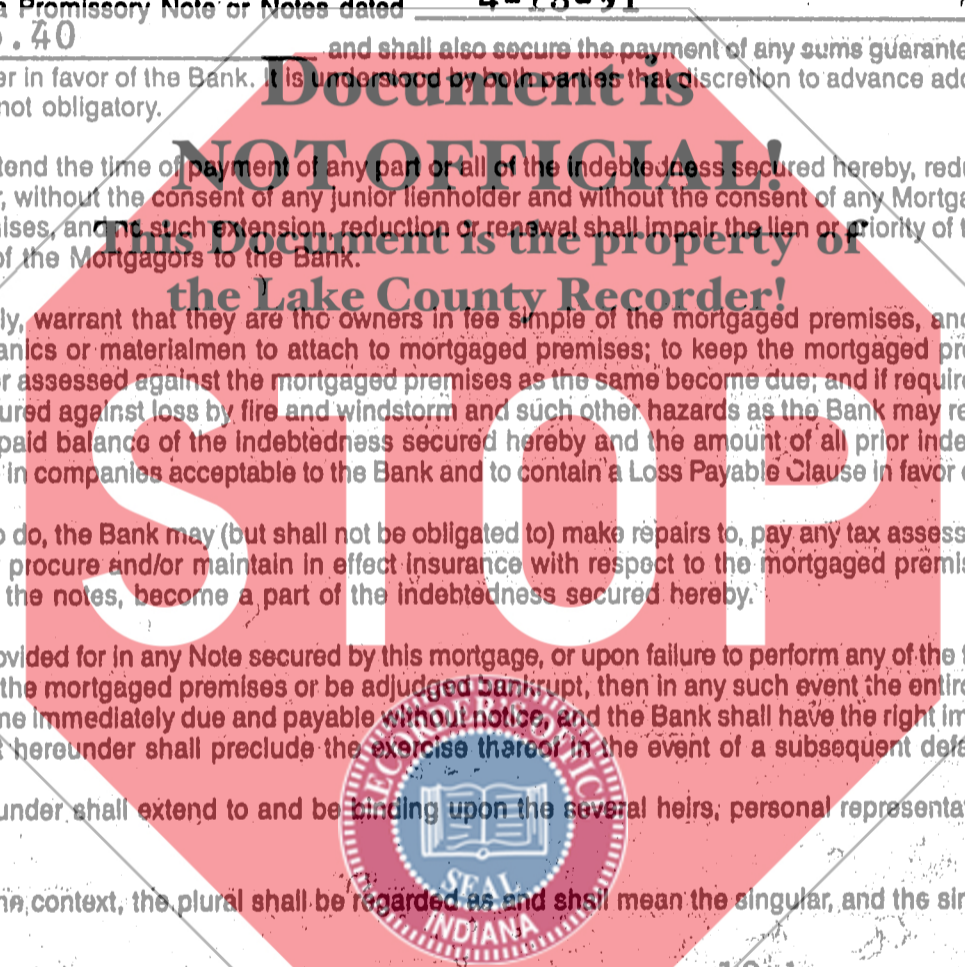 a Promissory Note or Notes dated
.40
and shall also secure the payment of any sums guarante
er in favor of the Bank. It is understood by both parties that discretion to advance add
not obligatory.
Document is
NOT OFFICIAL!
This Document is the property of
the Lake County Recorder!
tend the time of payment of any part or all of the indebtedness secured hereby, redu
r, without the consent of any junior lienholder and without the consent of any Mortga
ises, and no such extension, reduction or renewal shall impair the lien or priority of t
of the Mortgagors to the Bank.
ly, warrant that they are the owners in fee simple of the mortgaged premises, and
anics or materialmen to attach to mortgaged premises; to keep the mortgaged pre
r assessed against the mortgaged premises as the same become due; and if require
ured against loss by fire and windstorm and such other hazards as the Bank may re
paid balance of the indebtedness secured hereby and the amount of all prior inde
in companies acceptable to the Bank and to contain a Loss Payable Clause in favor o
STOP
o do, the Bank may (but shall not be obligated to) make repairs to, pay any tax assess
procure and/or maintain in effect insurance with respect to the mortgaged premis
the notes, become a part of the indebtedness secured hereby.
ovided for in any Note secured by this mortgage, or upon failure to perform any of the t
the mortgaged premises or be adjudged bankrupt, then in any such event the entire
ne immediately due and payable without notice, and the Bank shall have the right im
t hereunder shall preclude the exercise thereof in the event of a subsequent defa
under shall extend to and be binding upon the several heirs, personal representa
RECORDER'S OFFICE
SEAL
INDIANA
he context, the plural shall be regarded as and shall mean the singular, and the sin